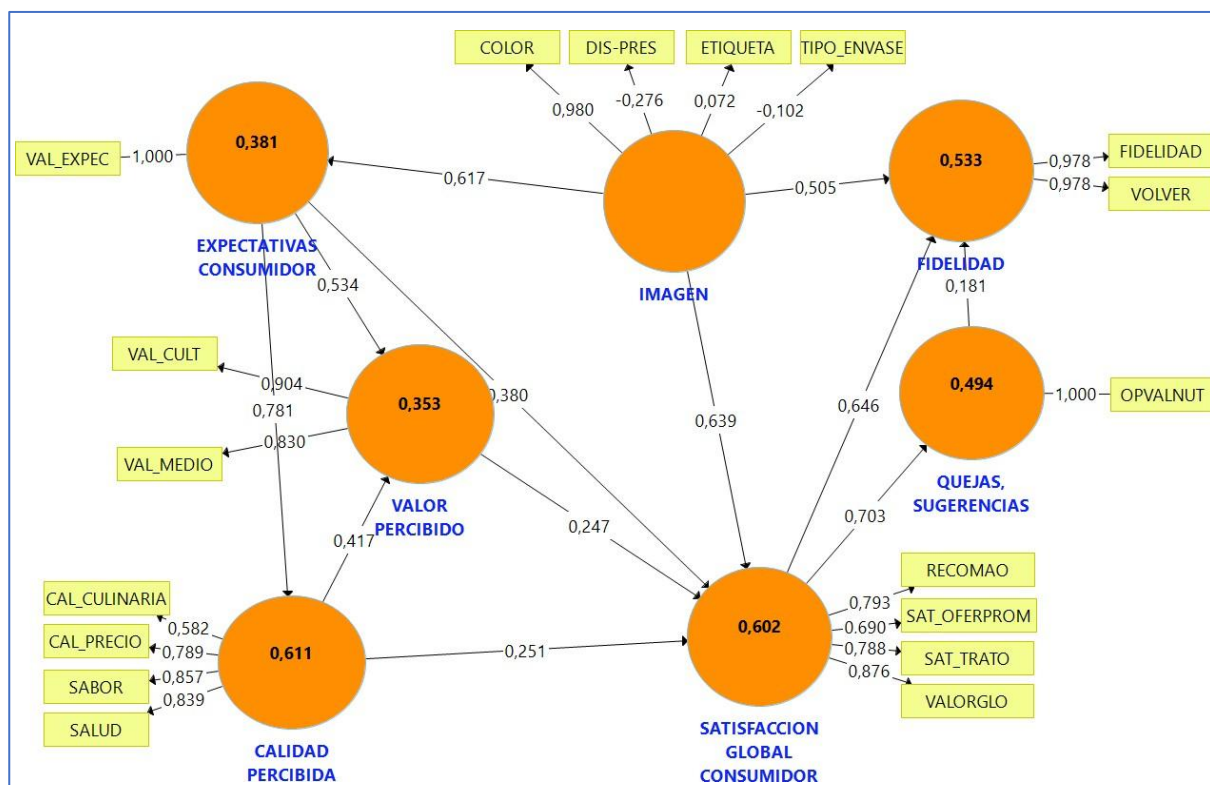 COLOR
DIS-PRES
ETIQUETA
TIPO_ENVASE
0,980
-0,276
0,072
-0,102
VAL_EXPEC
1,000
0,381
EXPECTATIVAS
CONSUMIDOR
0,617
IMAGEN
0,505
0,533
FIDELIDAD
0,978
FIDELIDAD
0,978
VOLVER
0,534
0,181
VAL_CULT
0,904
0,781
VAL_MEDIO
0,830
0,353
VALOR
PERCIBIDO
0,380
0,639
0,646
0,494
1,000
OPVALNUT
QUEJAS,
SUGERENCIAS
0,247
0,703
0,417
CAL_CULINARIA
0,582
CAL_PRECIO
0,789
SABOR
0,857
SALUD
0,839
0,611
CALIDAD
PERCIBIDA
0,251
0,602
SATISFACCION
GLOBAL
CONSUMIDOR
RECOMAO
0,793
SAT_OFERPROM
0.690
SAT_TRATO
0,788
VALORGLO
0,876